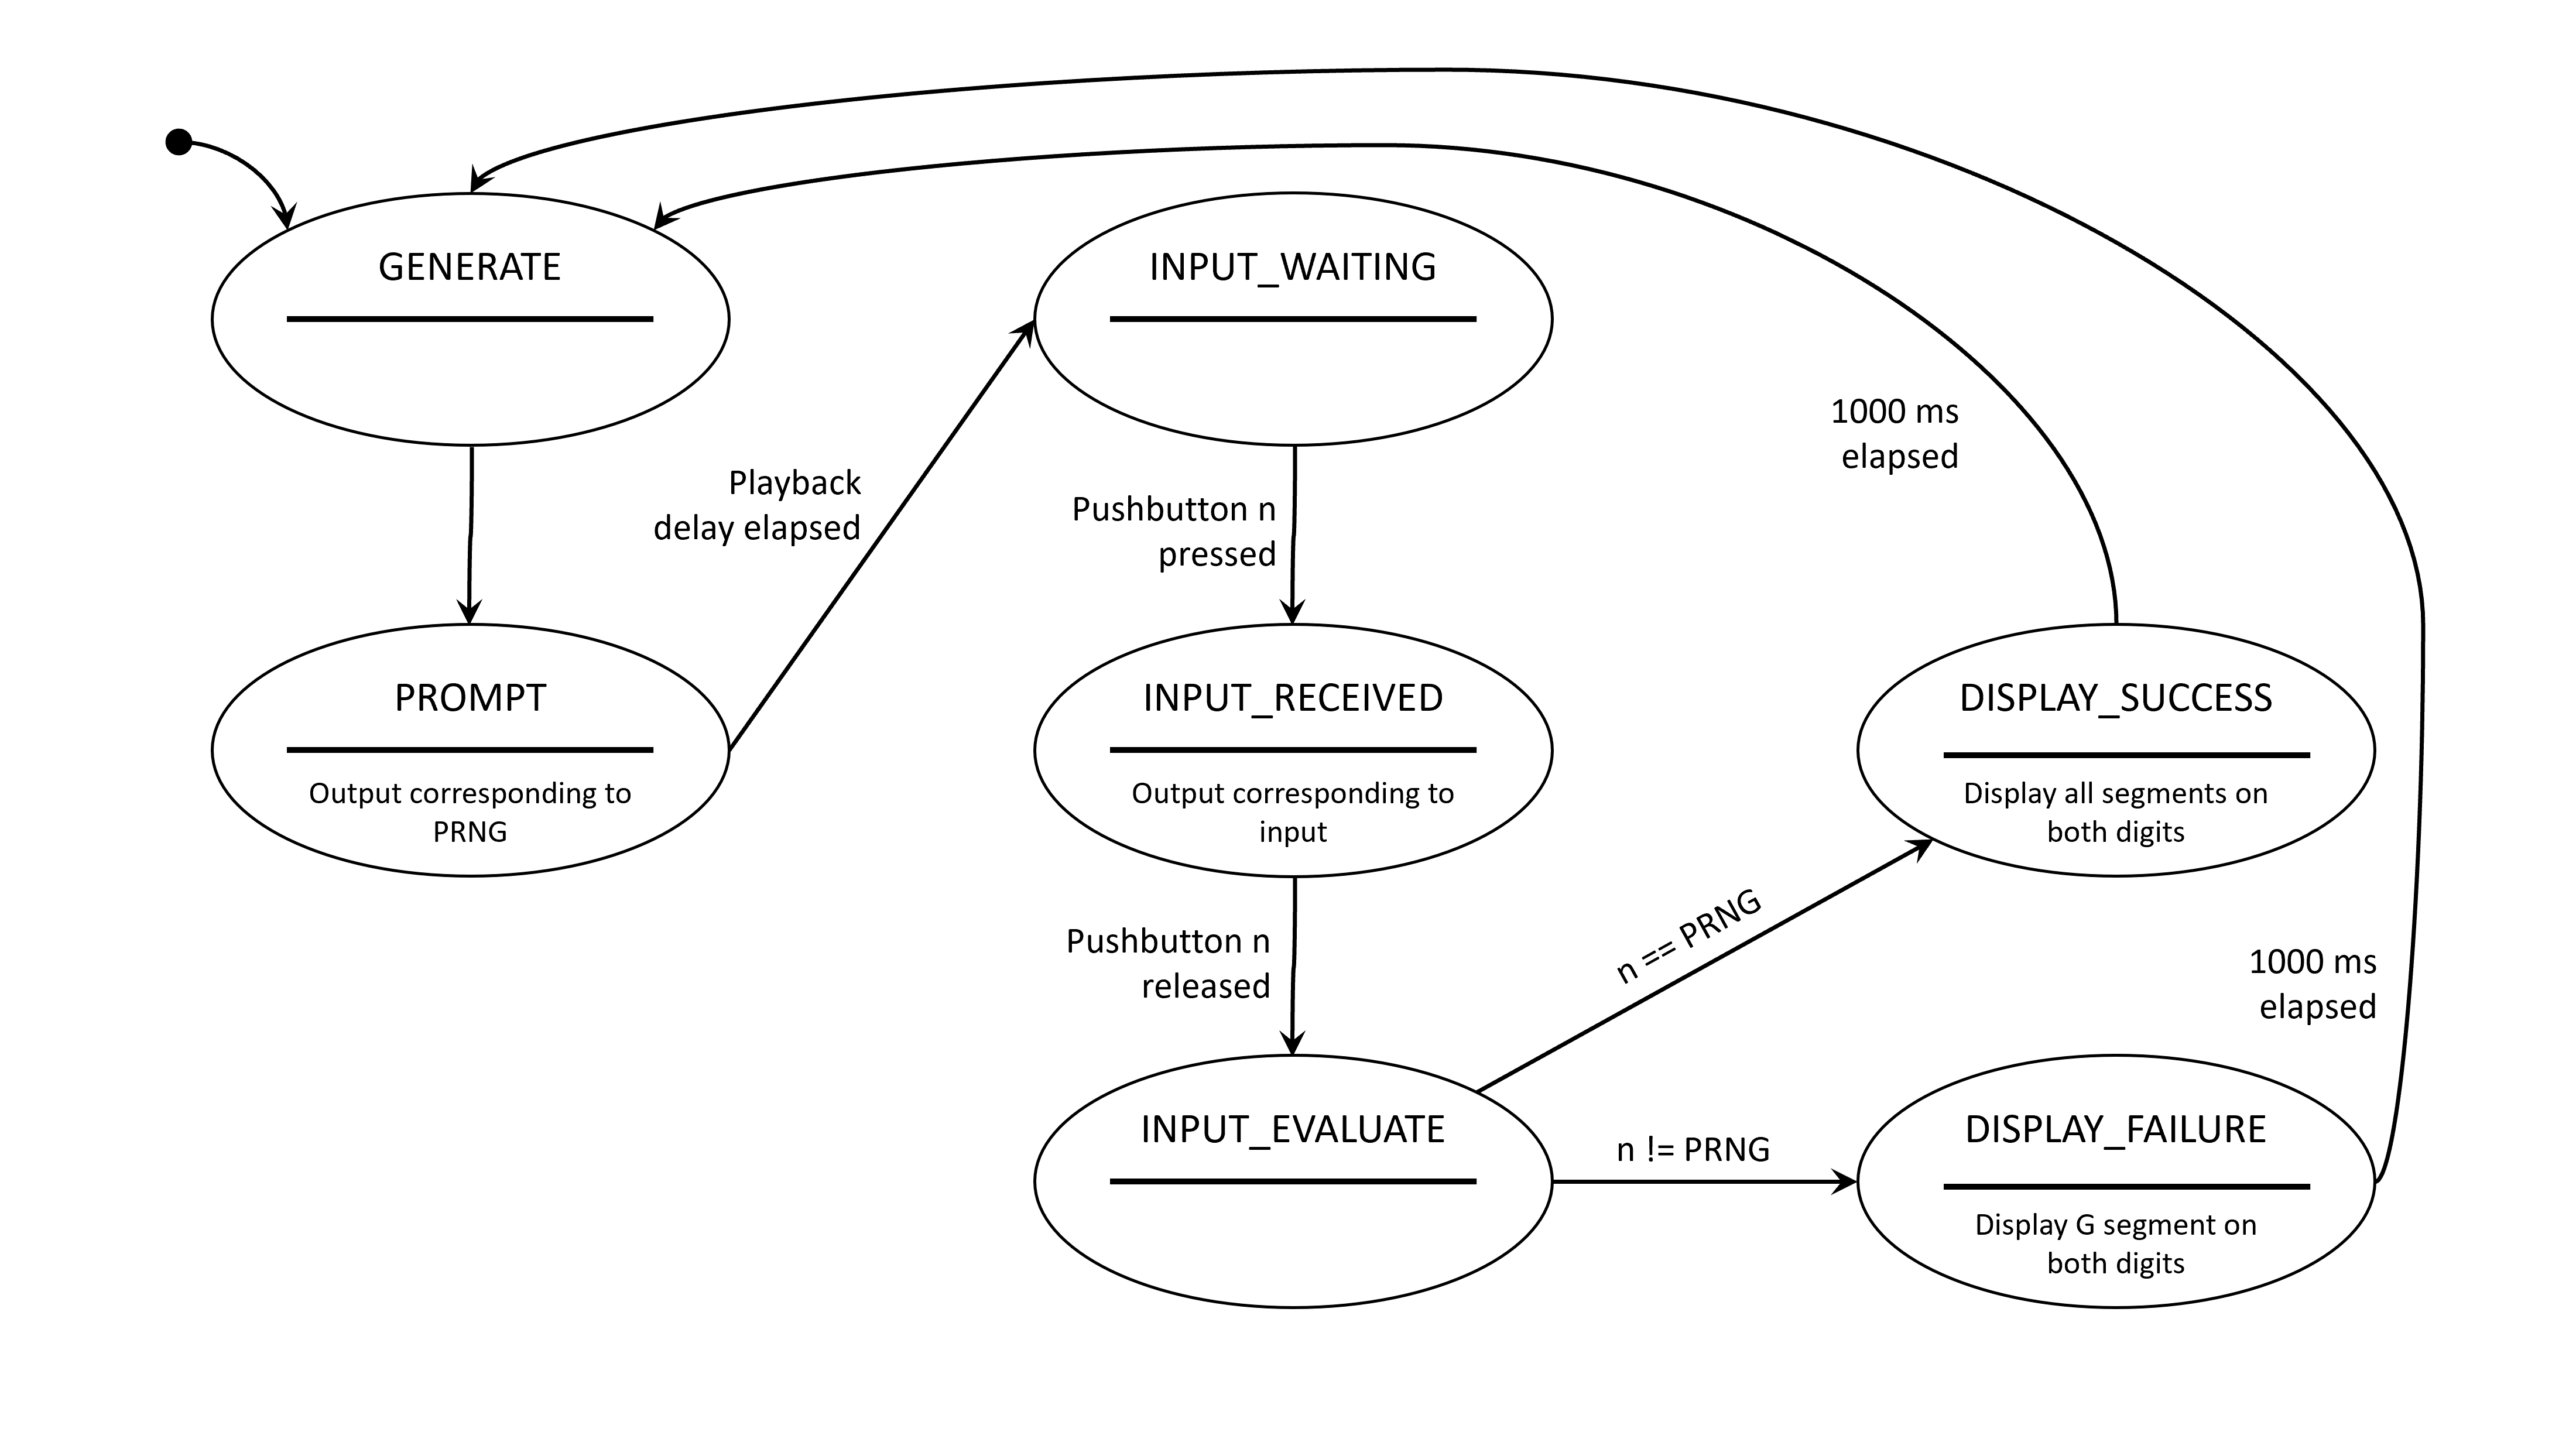 GENERATE
INPUT_WAITING
1000 ms
elapsed
Playback
delay elapsed
Pushbutton n
pressed
PROMPT
Output corresponding to
PRNG
INPUT_RECEIVED
Output corresponding to
input
DISPLAY_SUCCESS
Display all segments on
both digits
Pushbutton n
released
n == PRNG
1000 ms
elapsed
INPUT_EVALUATE
n != PRNG
DISPLAY_FAILURE
Display G segment on
both digits